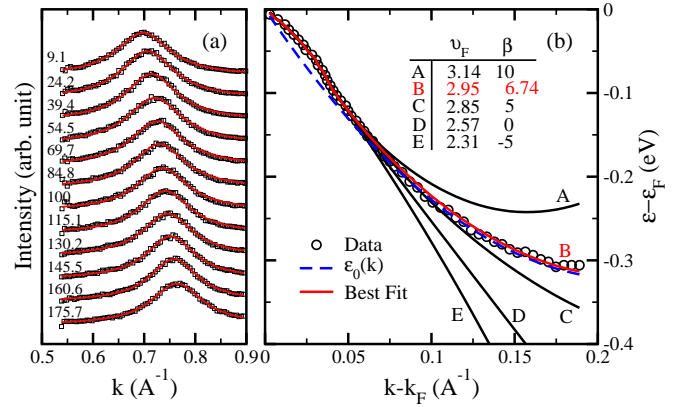 (a)
9.1
24.2
39.4
54.5
69.7
84.8
100
115.1
130.2
145.5
160.6
175.7
Intensity (arb. unit)
0.5 0.6 0.7 0.8 0.9
k (A⁻¹)
(b)
υF β
A 3.14 10
B 2.95 6.74
C 2.85 5
D 2.57 0
E 2.31 -5
A
B
C
D
E
Data
ε₀(k)
Best Fit
0
-0.1
-0.2
-0.3
-0.4
ε−εF (eV)
0 0.05 0.1 0.15 0.2
k-kF (A⁻¹)